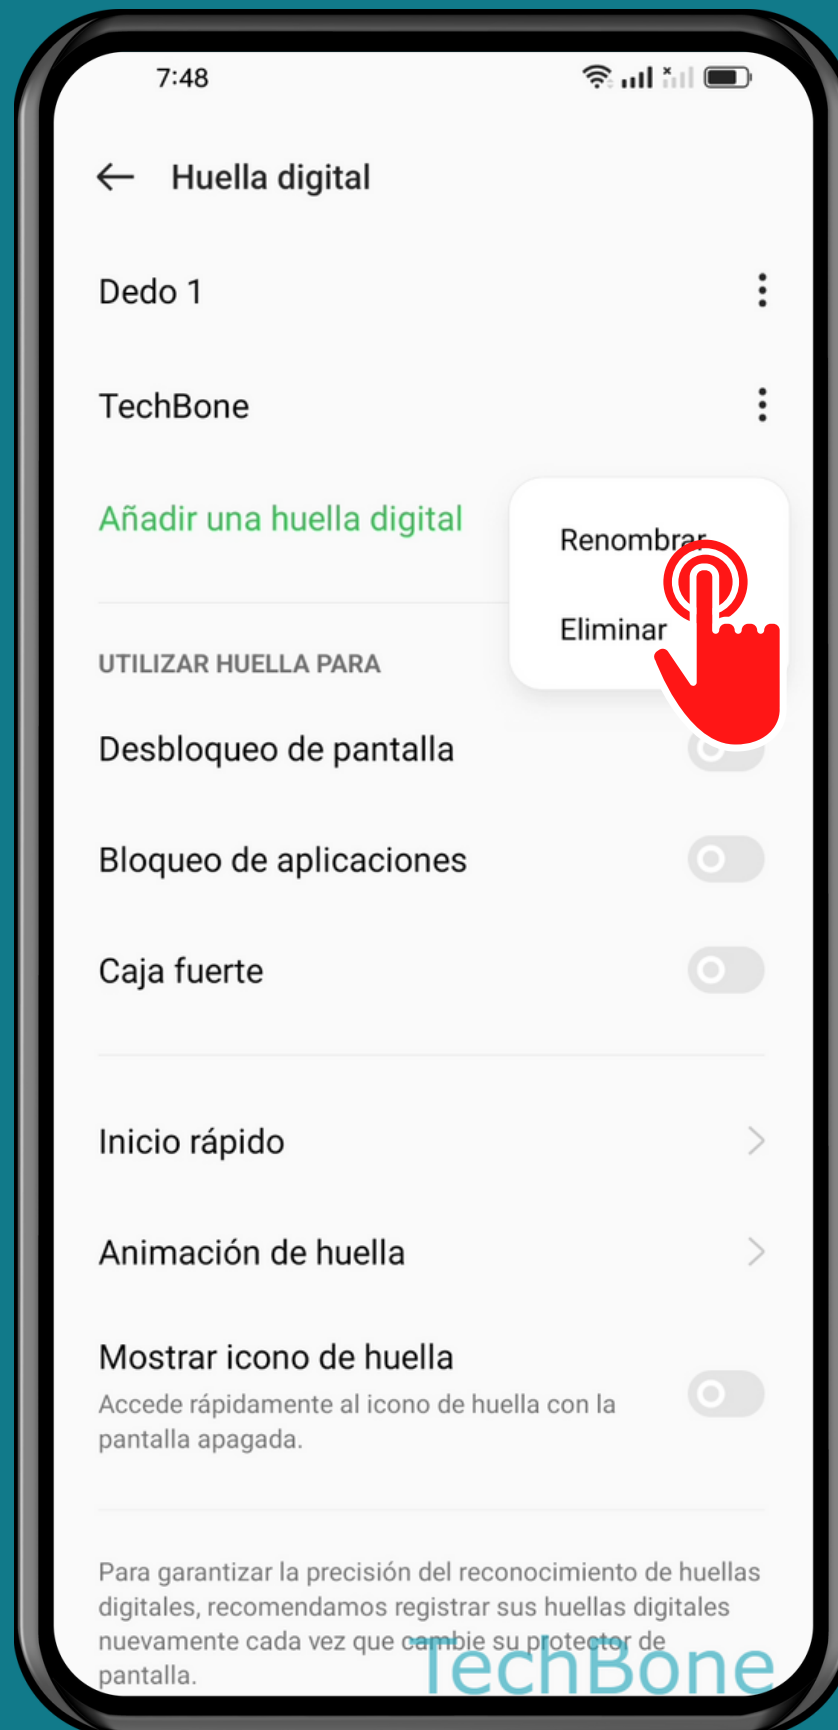 7:48
Huella digital
Dedo 1
TechBone
Añadir una huella digital
Renombrar
Eliminar
UTILIZAR HUELLA PARA
Desbloqueo de pantalla
Bloqueo de aplicaciones
Caja fuerte
Inicio rápido
Animación de huella
Mostrar icono de huella
Accede rápidamente al icono de huella con la
pantalla apagada.
Para garantizar la precisión del reconocimiento de huellas
digitales, recomendamos registrar sus huellas digitales
nuevamente cada vez que cambie su protector de
pantalla.
TechBone